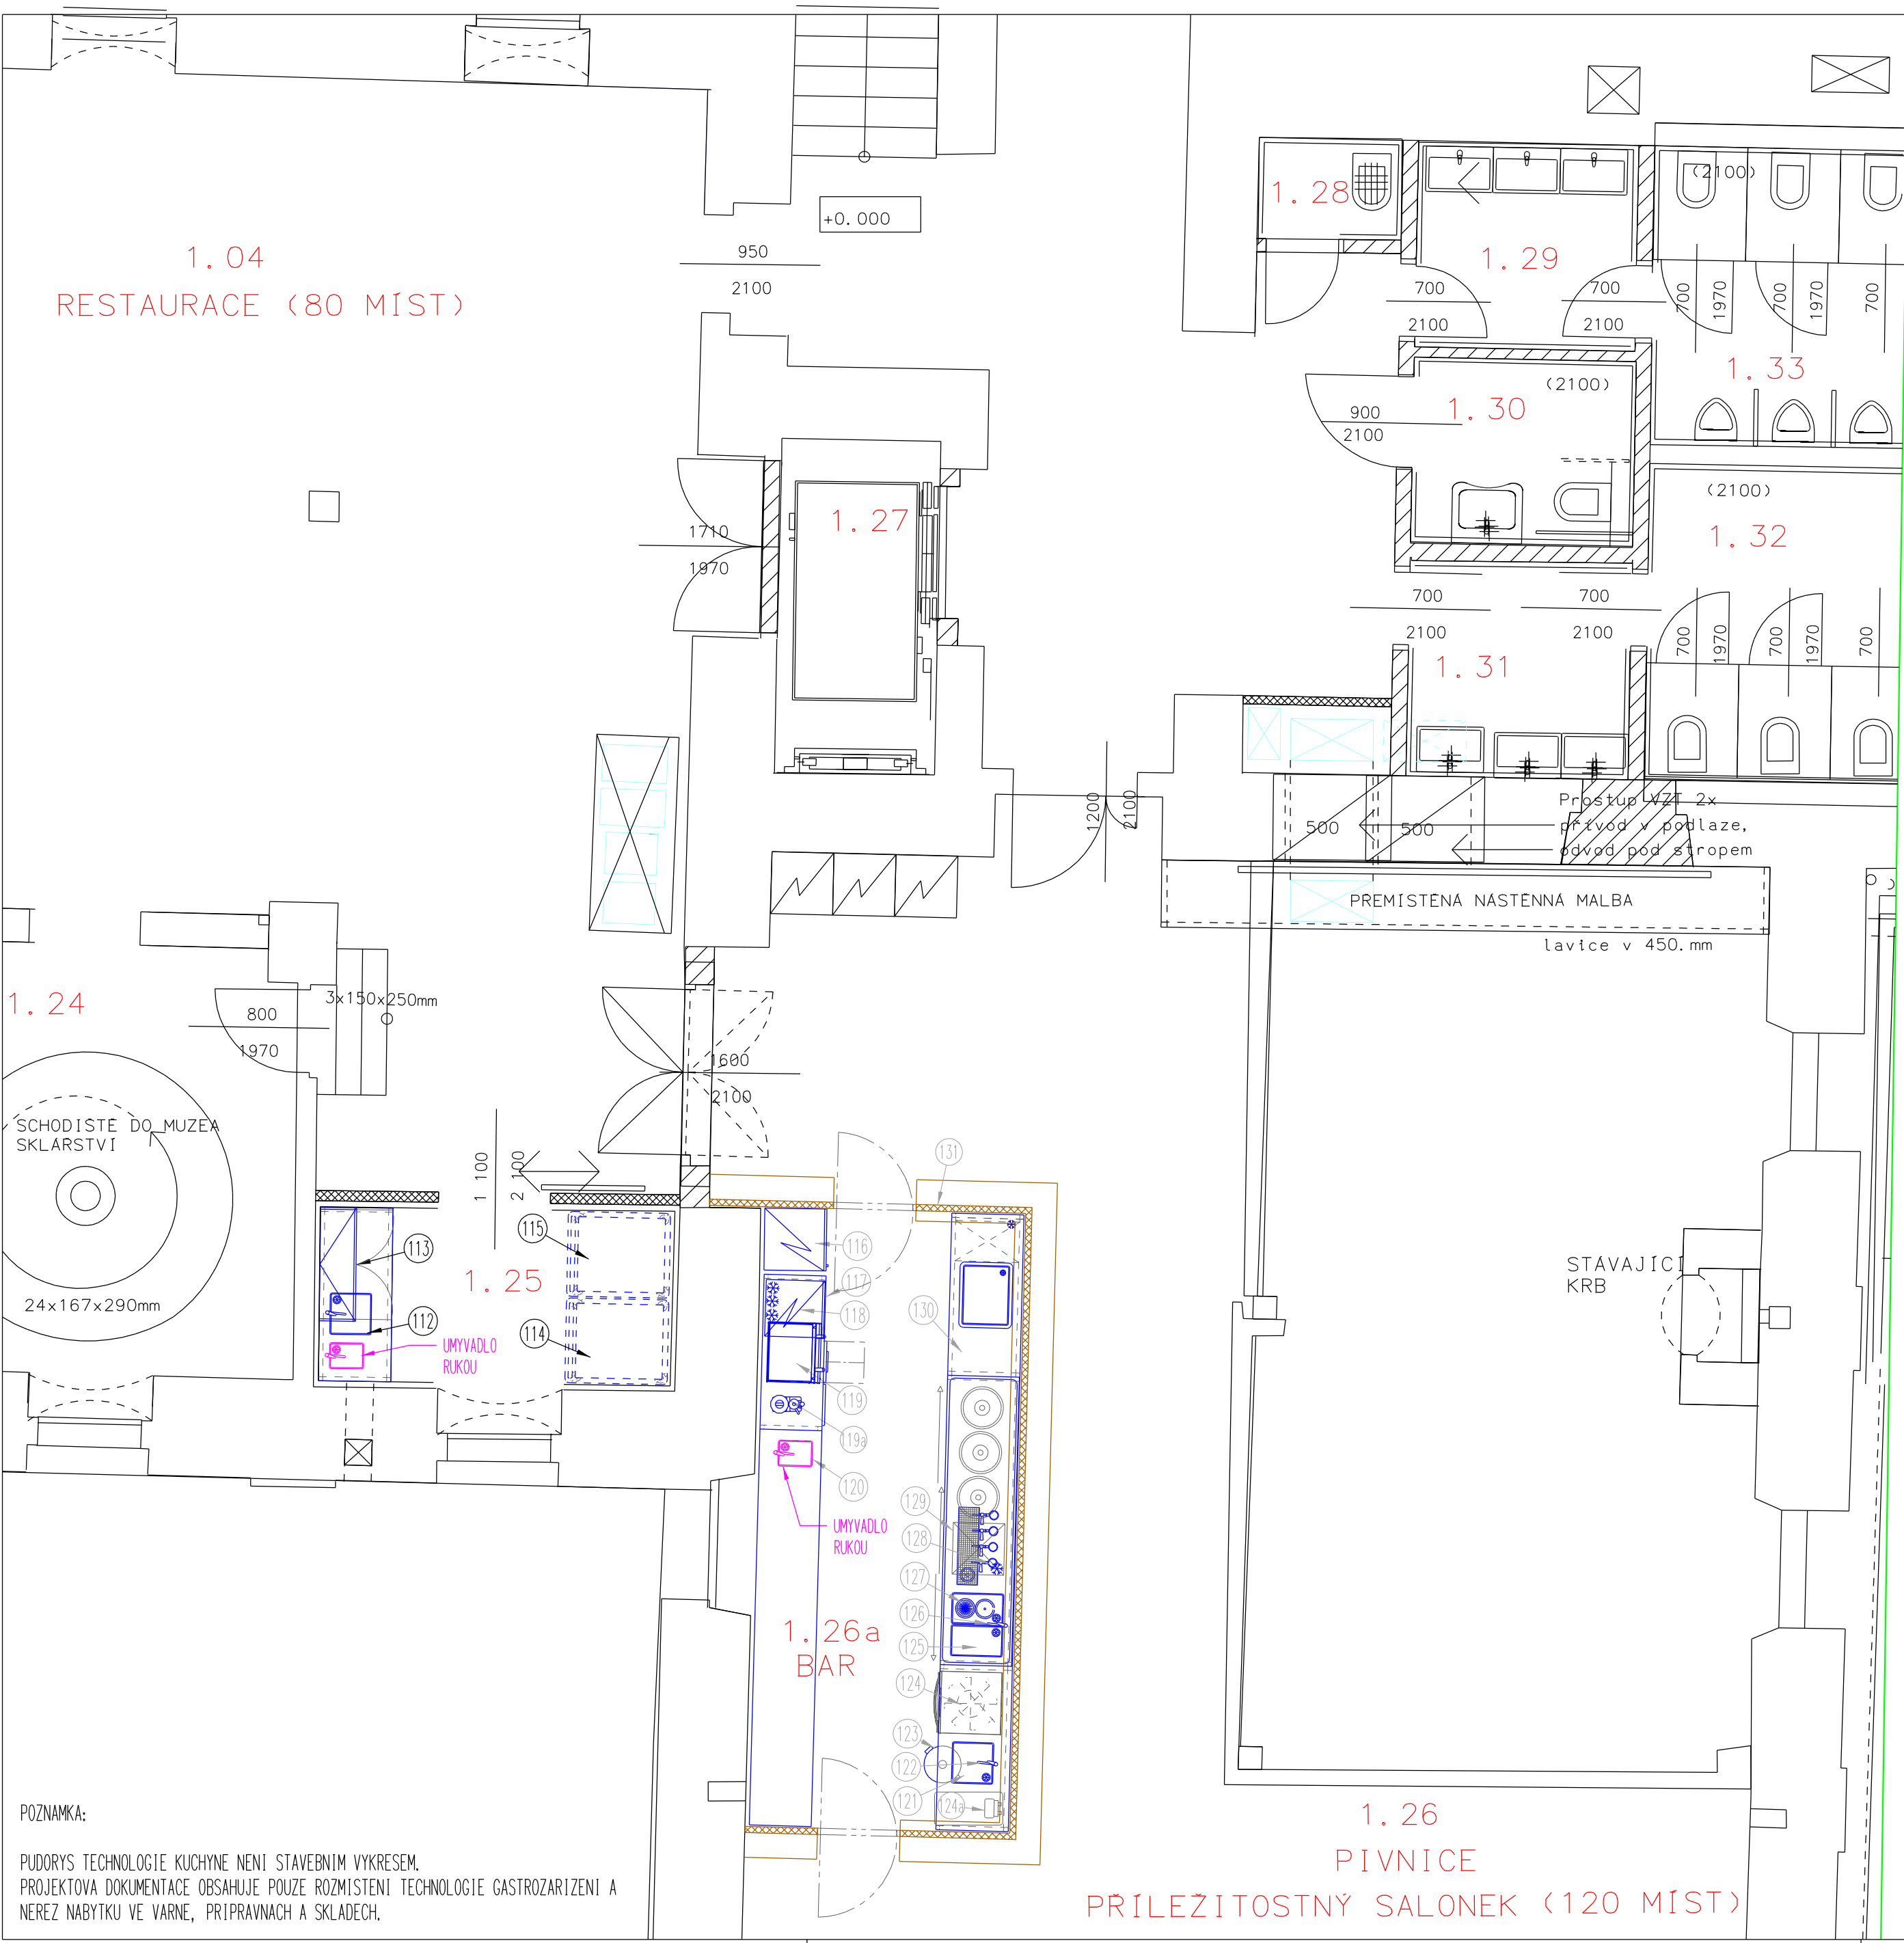 +0.000
1.04
RESTAURACE (80 MÍST)
950
2100
1.28
1.29
(2100)
700
2100
700
2100
700
1970
700
1970
700
1.33
1.30
(2100)
900
2100
1.27
1710
1970
(2100)
1.32
700
2100
700
2100
1.31
700
1970
700
1970
700
1200
2100
500
500
Prostup VZT 2x
přívod v podlaze,
odvod pod stropem
PŘEMÍSTĚNÁ NÁSTĚNNÁ MALBA
lavice v 450.mm
1.24
800
1970
3x150x250mm
1600
2100
SCHODIŠTĚ DO MUZEA
SKLÁŘSTVÍ
24x167x290mm
1 100
2 100
113
112
115
114
1.25
UMYVADLO
RUKOU
131
116
117
118
119
119a
120
UMYVADLO
RUKOU
130
129
128
127
126
125
124
123
122
121
124a
1.26a
BAR
STÁVAJÍCÍ
KRB
1.26
PIVNICE
PŘÍLEŽITOSTNÝ SALONEK (120 MÍST)
POZNAMKA:
PUDORYS TECHNOLOGIE KUCHYNE NENI STAVEBNIM VYKRESEM.
PROJEKTOVA DOKUMENTACE OBSAHUJE POUZE ROZMISTENI TECHNOLOGIE GASTROZARIZENI A
NEREZ NABYTKU VE VARNE, PRIPRAVNACH A SKLADECH.